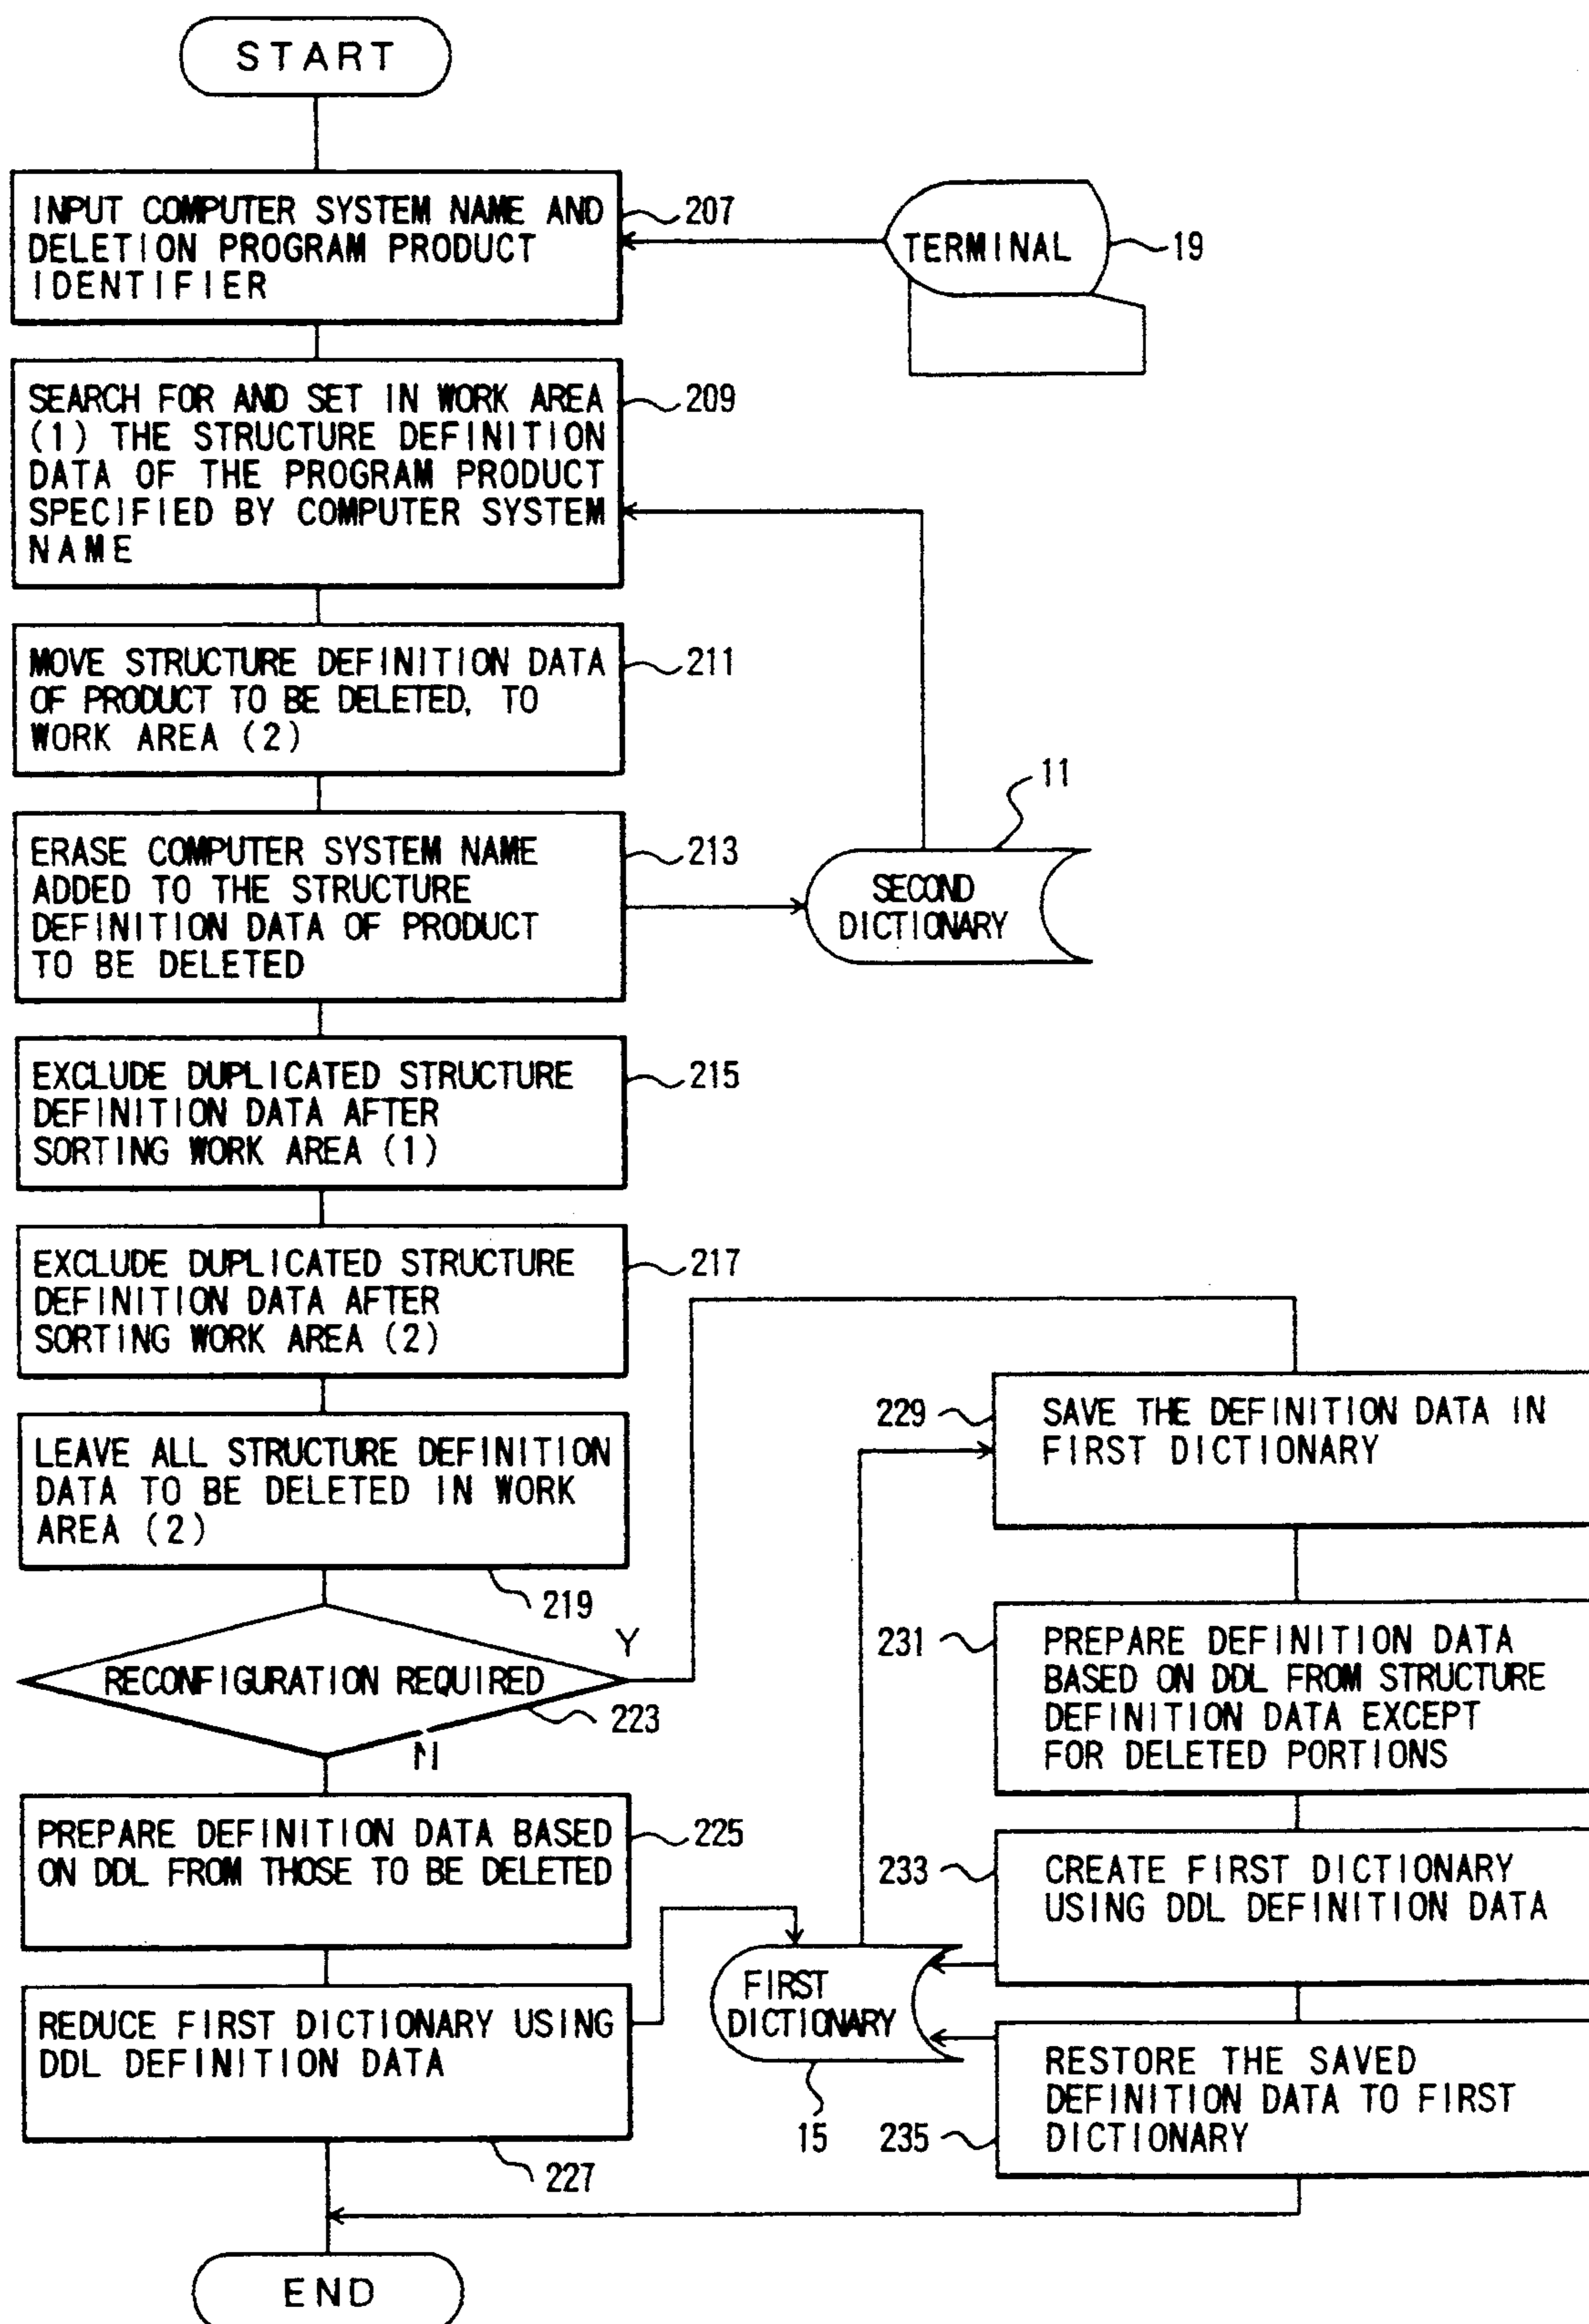 START
INPUT COMPUTER SYSTEM NAME AND
DELETION PROGRAM PRODUCT
IDENTIFIER
207
TERMINAL
19
SEARCH FOR AND SET IN WORK AREA
(1) THE STRUCTURE DEFINITION
DATA OF THE PROGRAM PRODUCT
SPECIFIED BY COMPUTER SYSTEM
NAME
209
MOVE STRUCTURE DEFINITION DATA
OF PRODUCT TO BE DELETED, TO
WORK AREA (2)
211
ERASE COMPUTER SYSTEM NAME
ADDED TO THE STRUCTURE
DEFINITION DATA OF PRODUCT
TO BE DELETED
213
11
SECOND
DICTIONARY
EXCLUDE DUPLICATED STRUCTURE
DEFINITION DATA AFTER
SORTING WORK AREA (1)
215
EXCLUDE DUPLICATED STRUCTURE
DEFINITION DATA AFTER
SORTING WORK AREA (2)
217
LEAVE ALL STRUCTURE DEFINITION
DATA TO BE DELETED IN WORK
AREA (2)
219
RECONFIGURATION REQUIRED
Y
223
N
PREPARE DEFINITION DATA BASED
ON DDL FROM THOSE TO BE DELETED
225
REDUCE FIRST DICTIONARY USING
DDL DEFINITION DATA
227
229
SAVE THE DEFINITION DATA IN
FIRST DICTIONARY
231
PREPARE DEFINITION DATA
BASED ON DDL FROM STRUCTURE
DEFINITION DATA EXCEPT
FOR DELETED PORTIONS
233
CREATE FIRST DICTIONARY
USING DDL DEFINITION DATA
FIRST
DICTIONARY
15
235
RESTORE THE SAVED
DEFINITION DATA TO FIRST
DICTIONARY
END